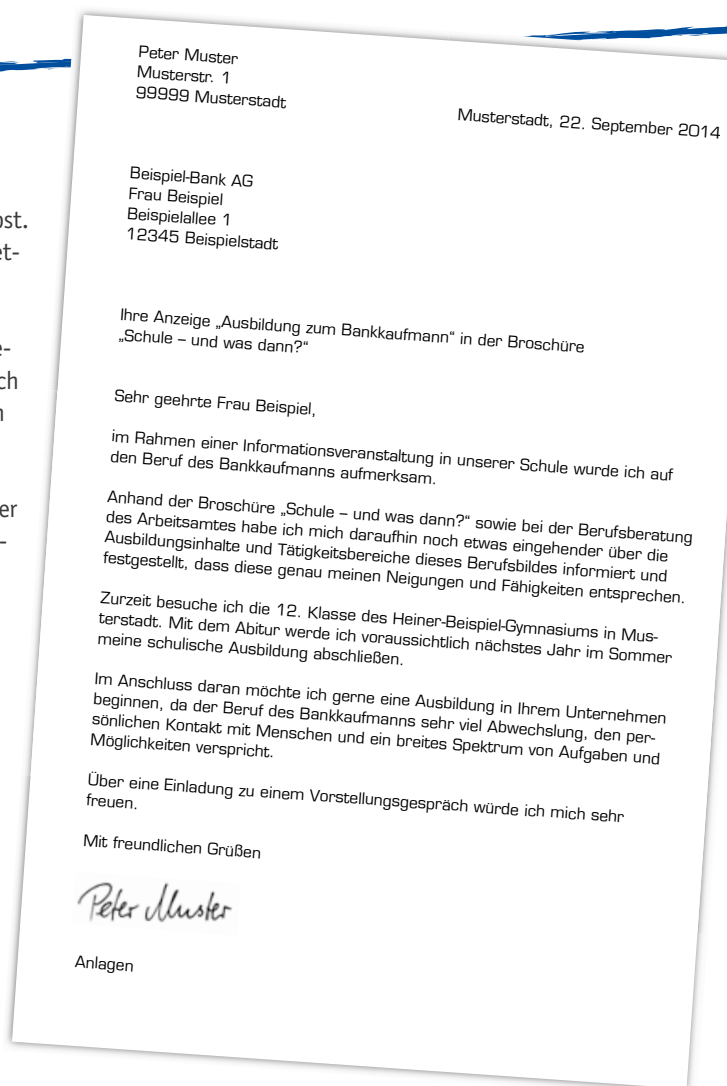 Peter Muster
Musterstr. 1
99999 Musterstadt
Musterstadt, 22. September 2014
Beispiel-Bank AG
Frau Beispiel
Beispielallee 1
12345 Beispielstadt
Ihre Anzeige „Ausbildung zum Bankkaufmann“ in der Broschüre
„Schule – und was dann?“
Sehr geehrte Frau Beispiel,
im Rahmen einer Informationsveranstaltung in unserer Schule wurde ich auf
den Beruf des Bankkaufmanns aufmerksam.
Anhand der Broschüre „Schule – und was dann?“ sowie bei der Berufsberatung
des Arbeitsamtes habe ich mich daraufhin noch etwas eingehender über die
Ausbildungsinhalte und Tätigkeitsbereiche dieses Berufsbildes informiert und
festgestellt, dass diese genau meinen Neigungen und Fähigkeiten entsprechen.
Zurzeit besuche ich die 12. Klasse des Heiner-Beispiel-Gymnasiums in Mus-
terstadt. Mit dem Abitur werde ich voraussichtlich nächstes Jahr im Sommer
meine schulische Ausbildung abschließen.
Im Anschluss daran möchte ich gerne eine Ausbildung in Ihrem Unternehmen
beginnen, da der Beruf des Bankkaufmanns sehr viel Abwechslung, den per-
sönlichen Kontakt mit Menschen und ein breites Spektrum von Aufgaben und
Möglichkeiten verspricht.
Über eine Einladung zu einem Vorstellungsgespräch würde ich mich sehr
freuen.
Mit freundlichen Grüßen
Peter Muster
Anlagen